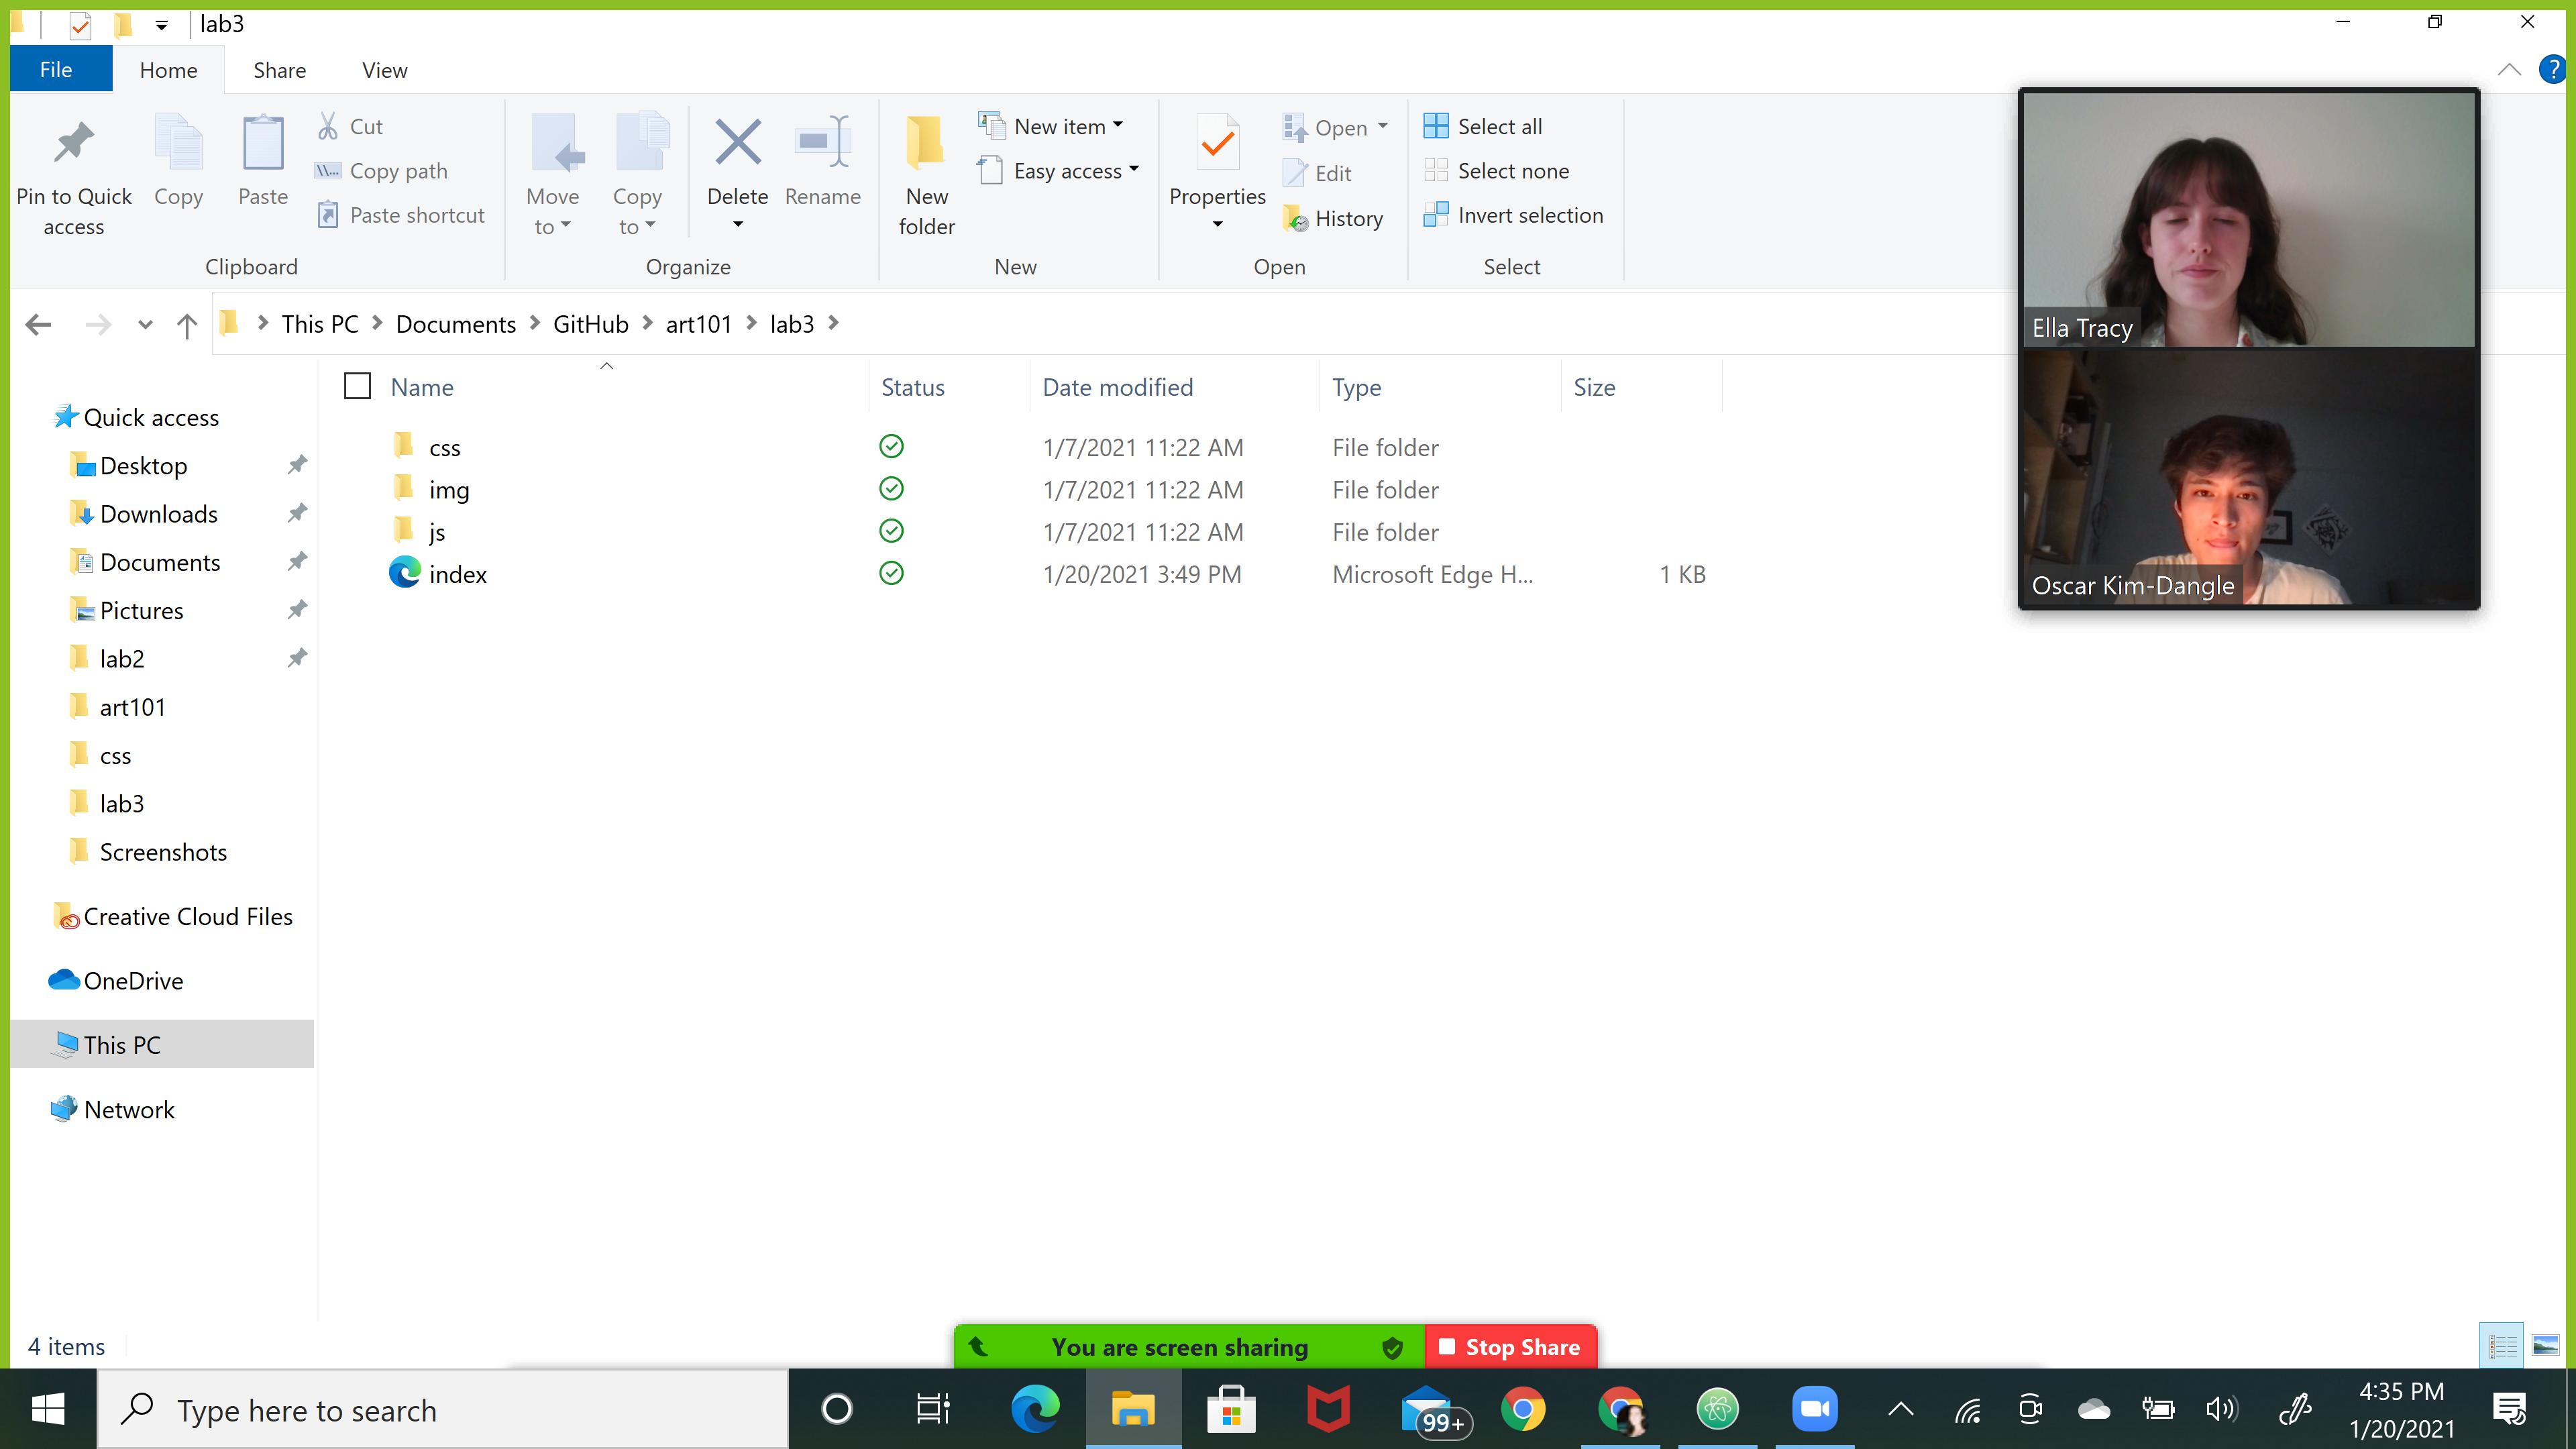 lab3
File Home Share View
Pin to Quick access
Copy
Paste
Cut
Copy path
Paste shortcut
Clipboard
Move to
Copy to
Delete
Rename
Organize
New folder
New item
Easy access
New
Properties
Open
Edit
History
Open
Select all
Select none
Invert selection
Select
Ella Tracy
Oscar Kim-Dangle
This PC Documents GitHub art101 lab3
Name Status Date modified Type Size
css 1/7/2021 11:22 AM File folder
img 1/7/2021 11:22 AM File folder
js 1/7/2021 11:22 AM File folder
index 1/20/2021 3:49 PM Microsoft Edge H... 1 KB
Quick access
Desktop
Downloads
Documents
Pictures
lab2
art101
css
lab3
Screenshots
Creative Cloud Files
OneDrive
This PC
Network
4 items
You are screen sharing Stop Share
Type here to search
99+
4:35 PM
1/20/2021